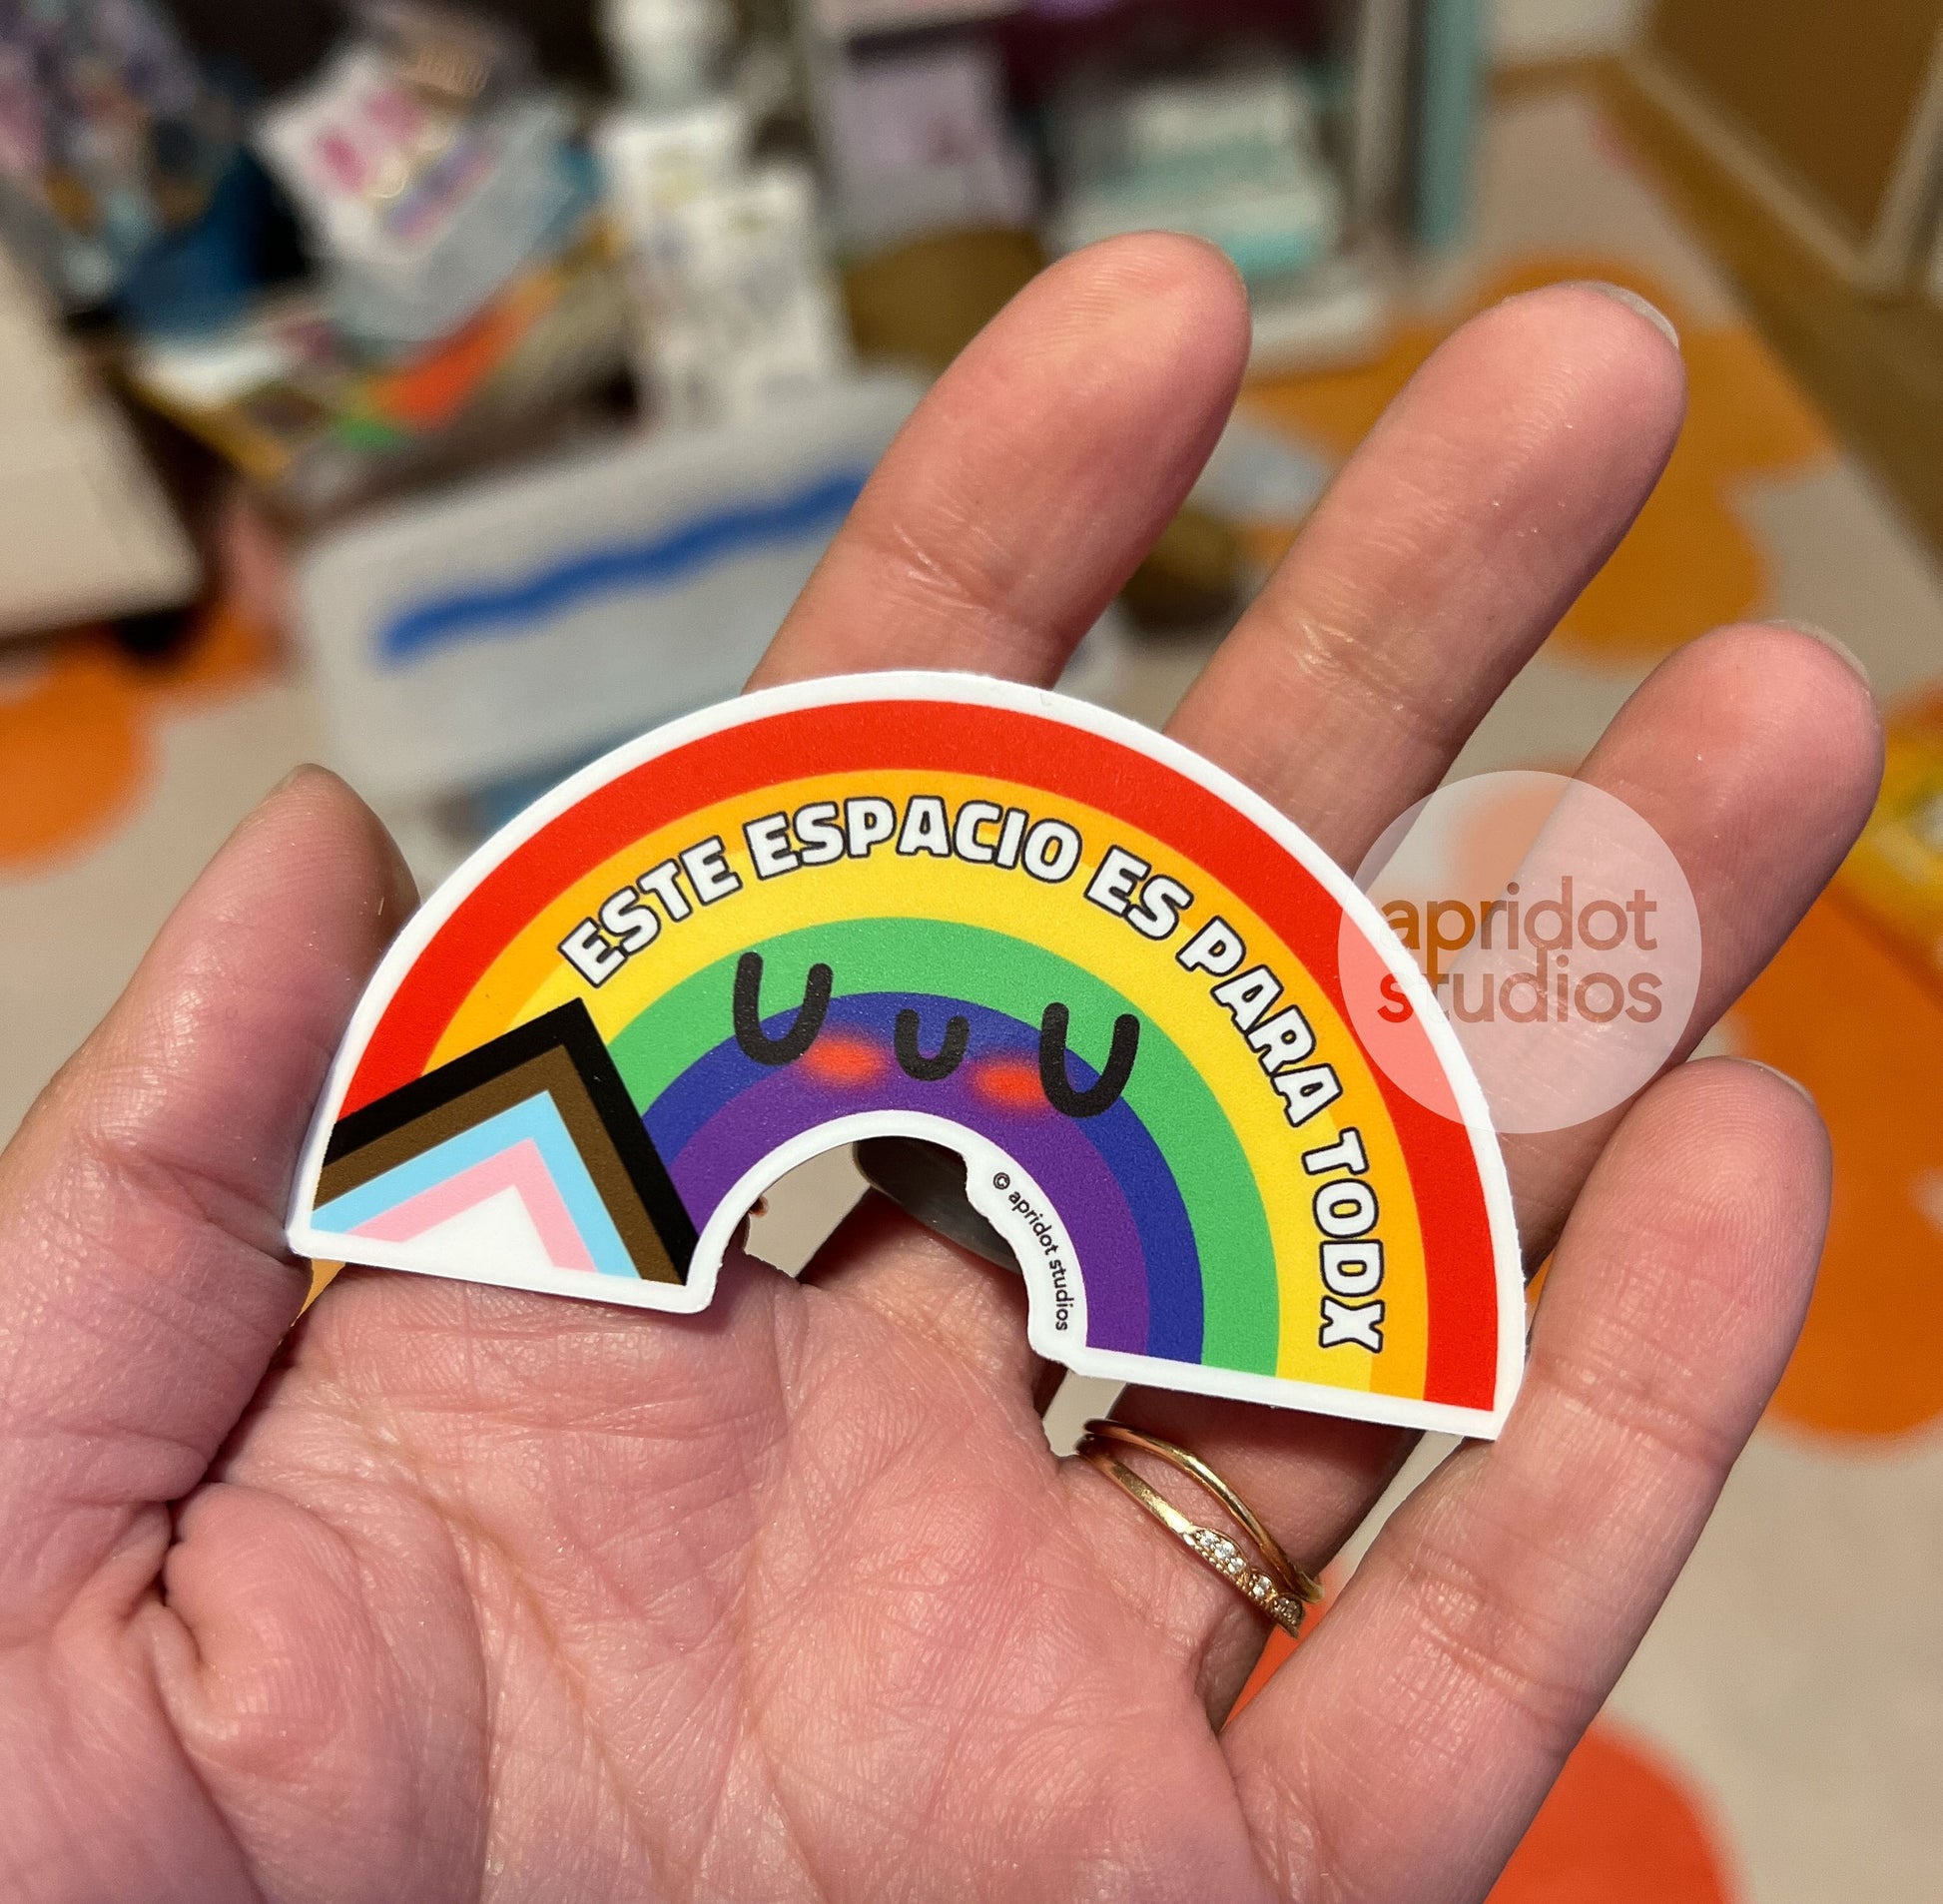 ESTE ESPACIO ES PARA TODX
© apridot studios
apridot
studios